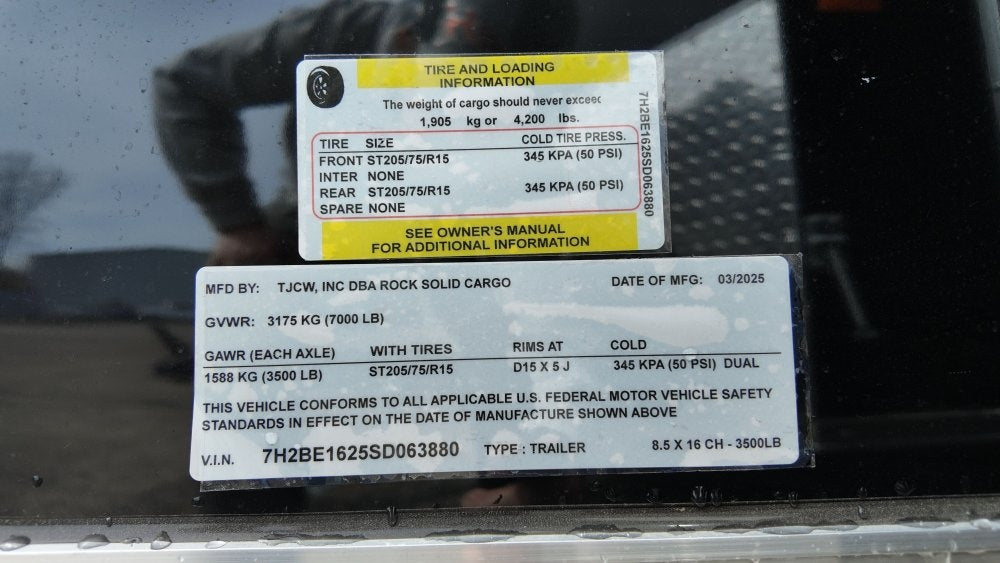 TIRE AND LOADING
INFORMATION
The weight of cargo should never exceed
1,905 kg or 4,200 lbs.
TIRE SIZE COLD TIRE PRESS.
FRONT ST205/75/R15 345 KPA (50 PSI)
INTER NONE
REAR ST205/75/R15 345 KPA (50 PSI)
SPARE NONE
SEE OWNER'S MANUAL
FOR ADDITIONAL INFORMATION
7H2BE1625SD063880
MFD BY: TJCW, INC DBA ROCK SOLID CARGO DATE OF MFG: 03/2025
GVWR: 3175 KG (7000 LB)
GAWR (EACH AXLE) WITH TIRES RIMS AT COLD
1588 KG (3500 LB) ST205/75/R15 D15 X 5 J 345 KPA (50 PSI) DUAL
THIS VEHICLE CONFORMS TO ALL APPLICABLE U.S. FEDERAL MOTOR VEHICLE SAFETY
STANDARDS IN EFFECT ON THE DATE OF MANUFACTURE SHOWN ABOVE
V.I.N. 7H2BE1625SD063880 TYPE : TRAILER 8.5 X 16 CH - 3500LB